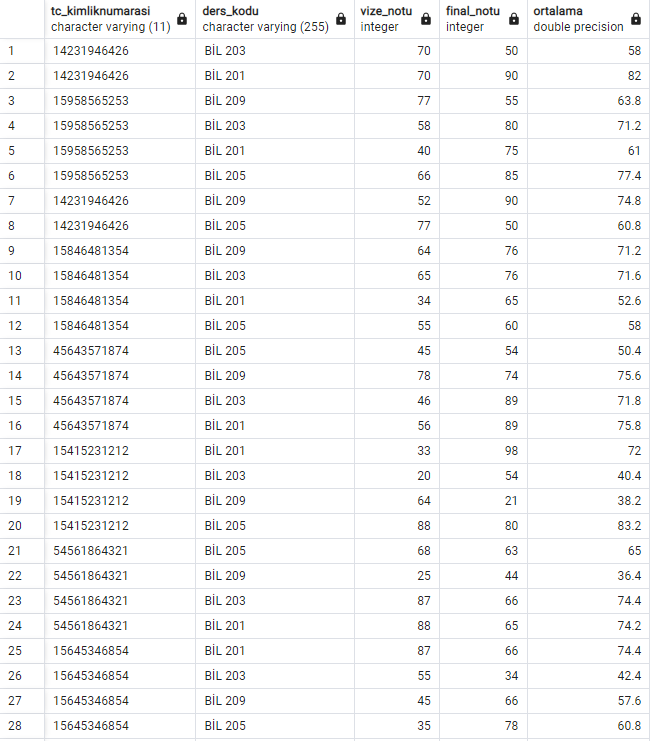 tc_kimliknumarasi ders_kodu vize_notu final_notu ortalama
character varying (11) character varying (255) integer integer double precision
1 14231946426 BİL 203 70 50 58
2 14231946426 BİL 201 70 90 82
3 15958565253 BİL 209 77 55 63.8
4 15958565253 BİL 203 58 80 71.2
5 15958565253 BİL 201 40 75 61
6 15958565253 BİL 205 66 85 77.4
7 14231946426 BİL 209 52 90 74.8
8 14231946426 BİL 205 77 50 60.8
9 15846481354 BİL 209 64 76 71.2
10 15846481354 BİL 203 65 76 71.6
11 15846481354 BİL 201 34 65 52.6
12 15846481354 BİL 205 55 60 58
13 45643571874 BİL 205 45 54 50.4
14 45643571874 BİL 209 78 74 75.6
15 45643571874 BİL 203 46 89 71.8
16 45643571874 BİL 201 56 89 75.8
17 15415231212 BİL 201 33 98 72
18 15415231212 BİL 203 20 54 40.4
19 15415231212 BİL 209 64 21 38.2
20 15415231212 BİL 205 88 80 83.2
21 54561864321 BİL 205 68 63 65
22 54561864321 BİL 209 25 44 36.4
23 54561864321 BİL 203 87 66 74.4
24 54561864321 BİL 201 88 65 74.2
25 15645346854 BİL 201 87 66 74.4
26 15645346854 BİL 203 55 34 42.4
27 15645346854 BİL 209 45 66 57.6
28 15645346854 BİL 205 35 78 60.8